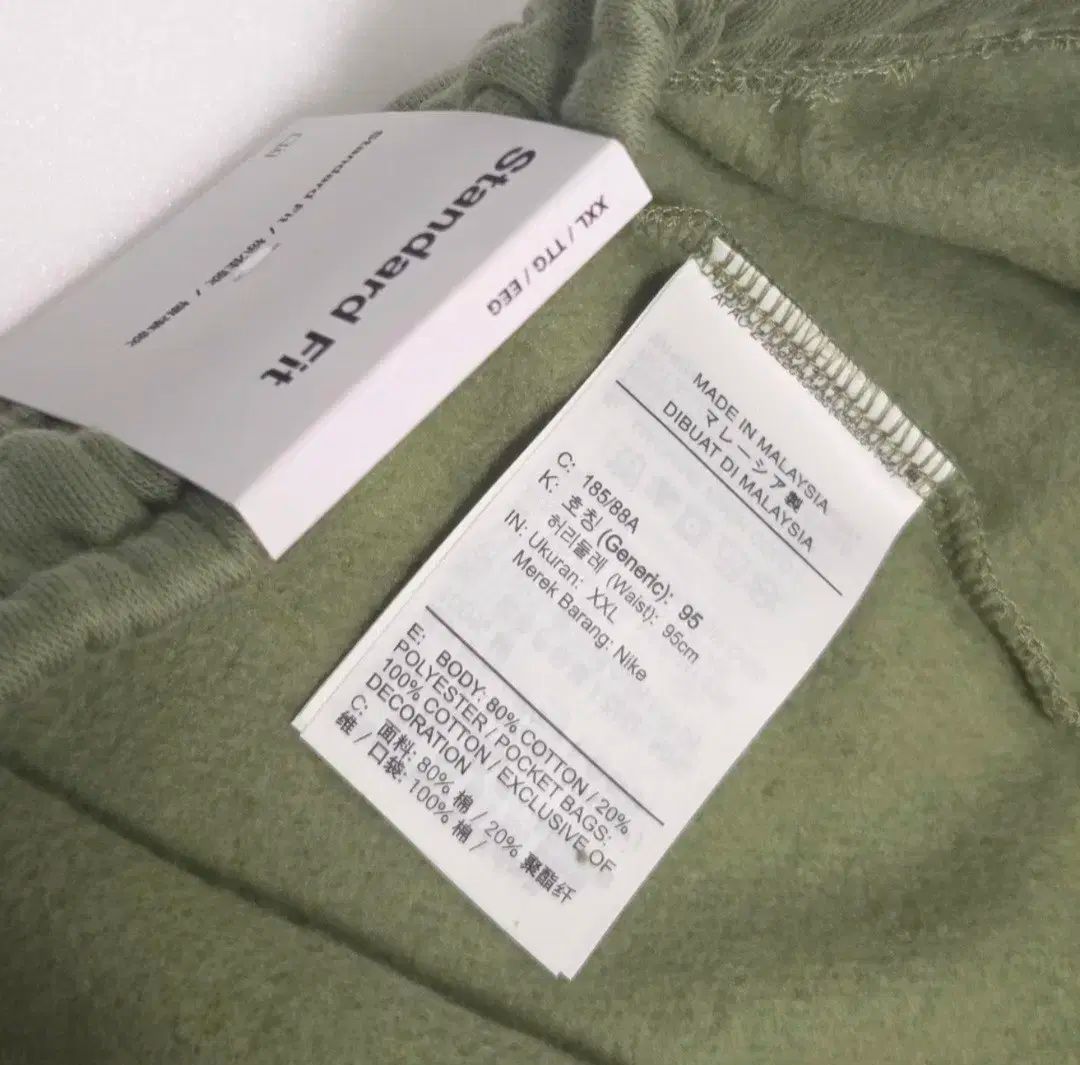 Standard Fit
XXL / TTG / EEG
Standard Fit /
MADE IN MALAYSIA
マレーシア製
DIBUAT DI MALAYSIA
C: 185/88A
K: 호칭 (Generic): 95
허리둘레 (Waist): 95cm
IN: Ukuran: XXL
Merek Barang: Nike
E: BODY: 80% COTTON / 20%
POLYESTER / POCKET BAGS:
100% COTTON / EXCLUSIVE OF
DECORATION
C: 面料: 80% 棉 / 20% 聚酯纤
维 / 口袋: 100% 棉 /